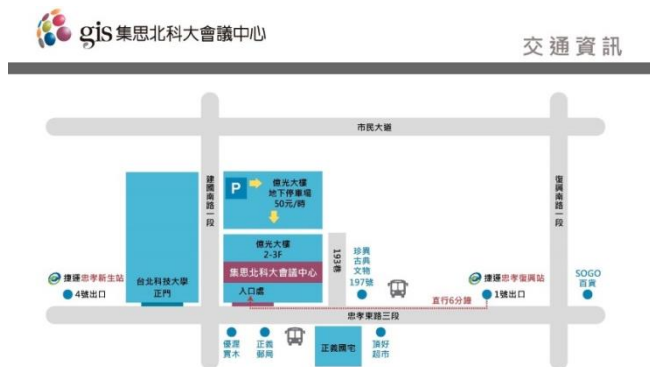 gis 集思北科大會議中心
交通資訊
市民大道
建國南路一段
復興南路一段
P
億光大樓
地下停車場
50元/時
億光大樓
2-3F
集思北科大會議中心
入口處
193巷
珍異
古典
文物
197號
捷運忠孝新生站
4號出口
台北科技大學
正門
捷運忠孝復興站
1號出口
SOGO
百貨
直行6分鐘
忠孝東路三段
優渥
實木
正義
郵局
正義國宅
頂好
超市